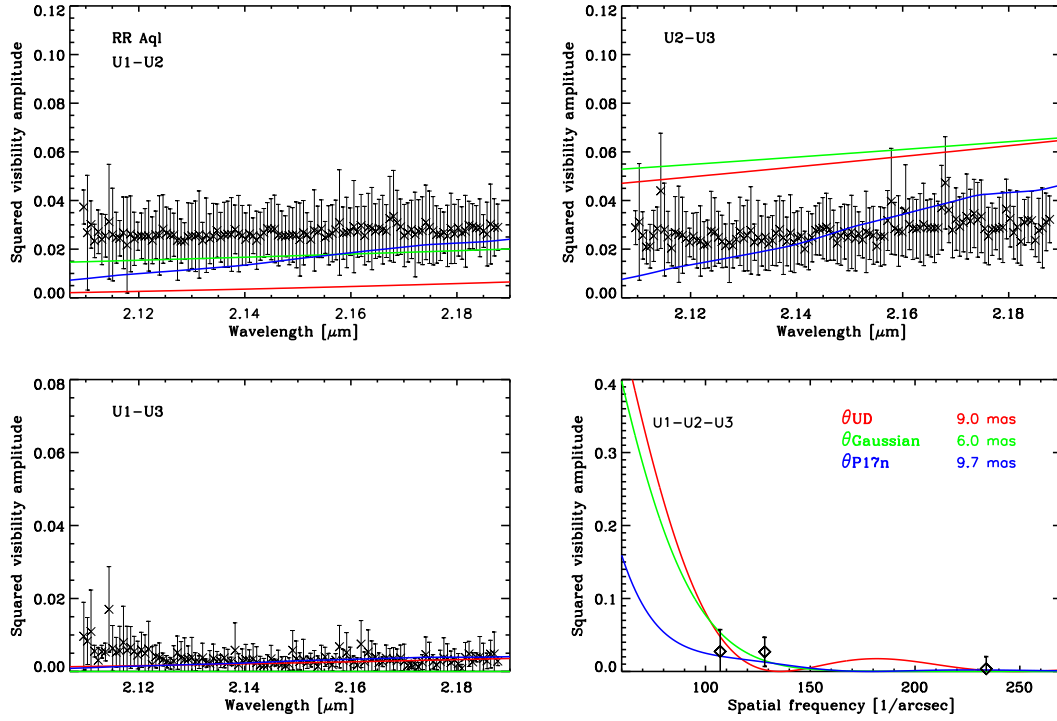 0.12
0.10
0.08
0.06
0.04
0.02
0.00
Squared visibility amplitude
RR Aql
U1-U2
2.12
2.14
2.16
2.18
Wavelength [μm]
0.12
0.10
0.08
0.06
0.04
0.02
0.00
Squared visibility amplitude
U2-U3
2.12
2.14
2.16
2.18
Wavelength [μm]
0.08
0.06
0.04
0.02
0.00
Squared visibility amplitude
U1-U3
2.12
2.14
2.16
2.18
Wavelength [μm]
0.4
0.3
0.2
0.1
0.0
Squared visibility amplitude
U1-U2-U3
θUD 9.0 mas
θGaussian 6.0 mas
θP17n 9.7 mas
100
150
200
250
Spatial frequency [1/arcsec]